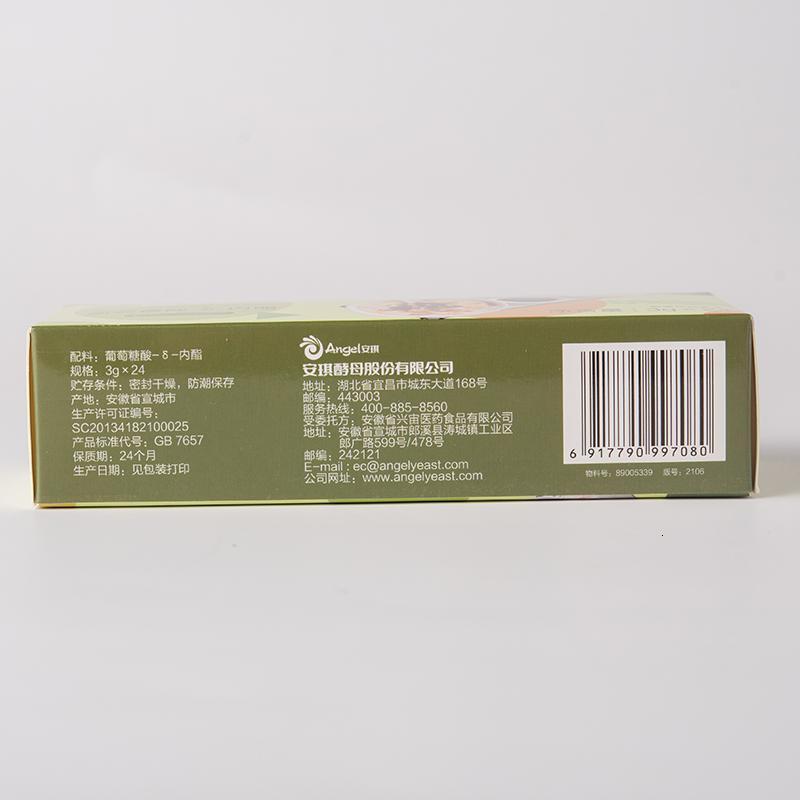 配料：葡萄糖酸-δ-内酯
规格：3g×24
贮存条件：密封干燥，防潮保存
产地：安徽省宣城市
生产许可证编号：
SC20134182100025
产品标准代号：GB 7657
保质期：24个月
生产日期：见包装打印
Angel安琪
安琪酵母股份有限公司
地址：湖北省宜昌市城东大道168号
邮编：443003
服务热线：400-885-8560
受委托方：安徽省兴宙医药食品有限公司
地址：安徽省宣城市郎溪县涛城镇工业区
郎广路599号/478号
邮编：242121
E-mail：ec@angelyeast.com
公司网址：www.angelyeast.com
6 917790 997080
物料号：89005339 版号：2106